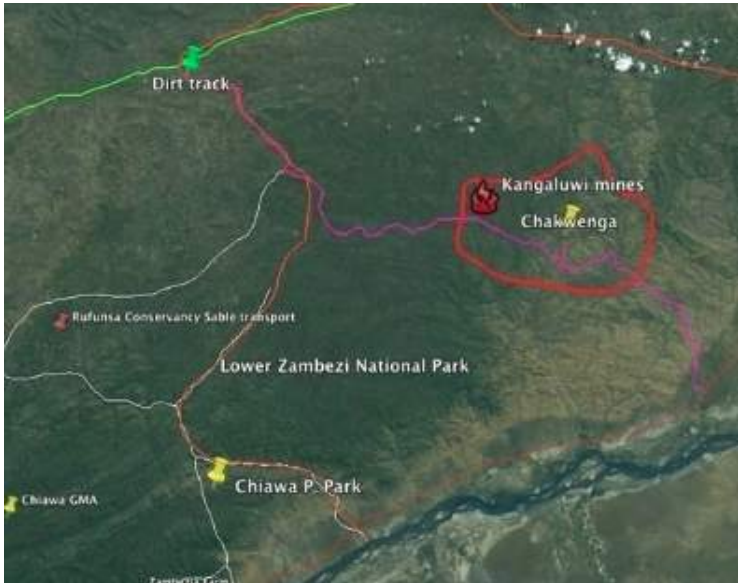 Dirt track
Kangaluwi mines
Chakwenga
Rufunsa Conservancy Sable transport
Lower Zambezi National Park
Chiawa P. Park
Chiawa GMA